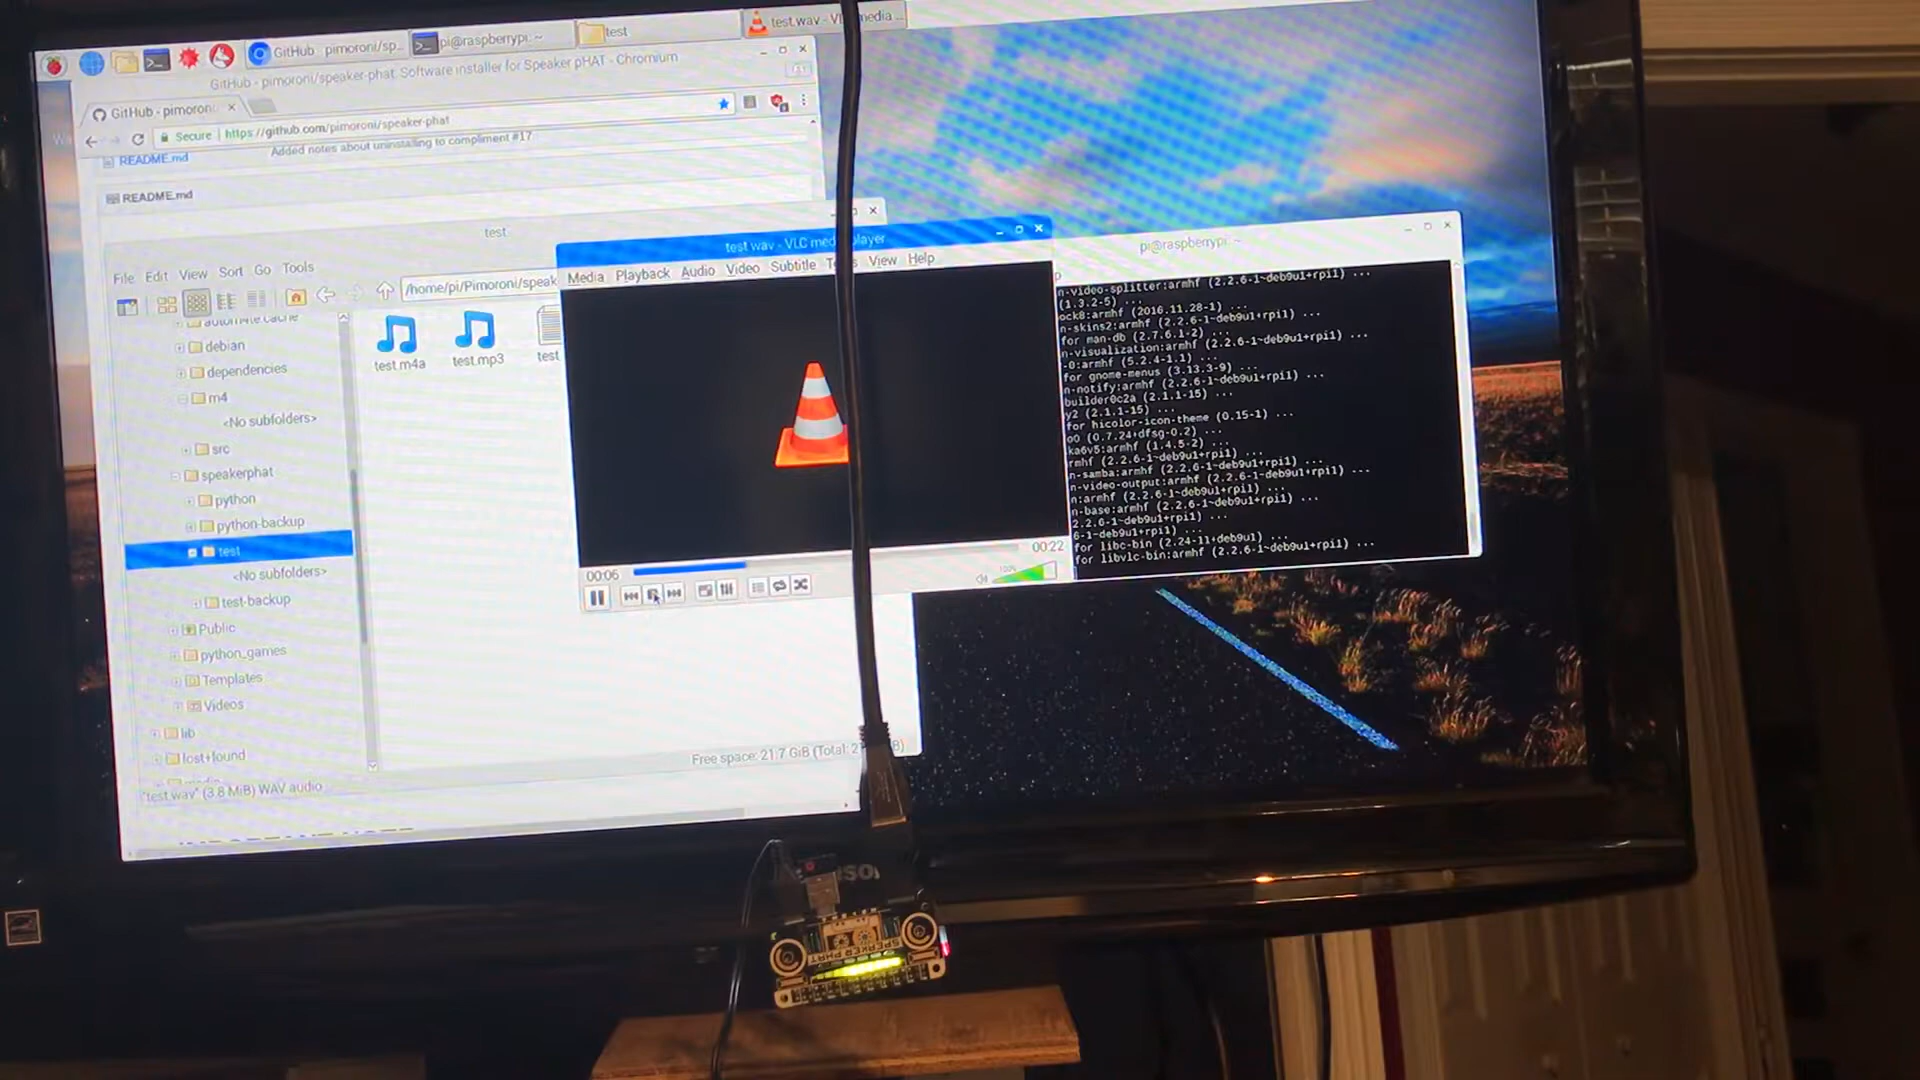 GitHub - pimoroni/sp...
pi@raspberrypi: ~
test
test.wav - VLC media ...
GitHub - pimoroni/speaker-phat: Software installer for Speaker pHAT - Chromium
GitHub - pimoroni
Secure
https://github.com/pimoroni/speaker-phat
README.md
Added notes about uninstalling to compliment #17
README.md
test
File Edit View Sort Go Tools
/home/pi/Pimoroni/speak
debian
dependencies
m4
<No subfolders>
src
speakerphat
python
python-backup
test
<No subfolders>
test-backup
Public
python_games
Templates
Videos
lib
lost+found
test.m4a
test.mp3
test
"test.wav" (3.8 MiB) WAV audio
Free space: 21.7 GiB (Total: 2
test.wav - VLC media player
Media Playback Audio Video Subtitle View Help
00:06
00:22
100%
pi@raspberrypi: ~
n-video-splitter:armhf (2.2.6-1~deb9u1+rpi1) ...
(1.3.2-5) ...
ock8:armhf (2016.11.28-1) ...
n-skins2:armhf (2.2.6-1~deb9u1+rpi1) ...
for man-db (2.7.6.1-2) ...
n-visualization:armhf (2.2.6-1~deb9u1+rpi1) ...
-0:armhf (5.2.4-1.1) ...
for gnome-menus (3.13.3-9) ...
n-notify:armhf (2.2.6-1~deb9u1+rpi1) ...
builder0c2a (2.1.1-15) ...
y2 (2.1.1-15) ...
for hicolor-icon-theme (0.15-1) ...
o0 (0.7.24+dfsg-0.2) ...
ka6v5:armhf (1.4.5-2) ...
rmhf (2.2.6-1~deb9u1+rpi1) ...
n-samba:armhf (2.2.6-1~deb9u1+rpi1) ...
n-video-output:armhf (2.2.6-1~deb9u1+rpi1) ...
n:armhf (2.2.6-1~deb9u1+rpi1) ...
n-base:armhf (2.2.6-1~deb9u1+rpi1) ...
2.2.6-1~deb9u1+rpi1) ...
6-1~deb9u1+rpi1) ...
for libc-bin (2.24-11+deb9u1) ...
for libvlc-bin:armhf (2.2.6-1~deb9u1+rpi1) ...
SPEAKER PHAT